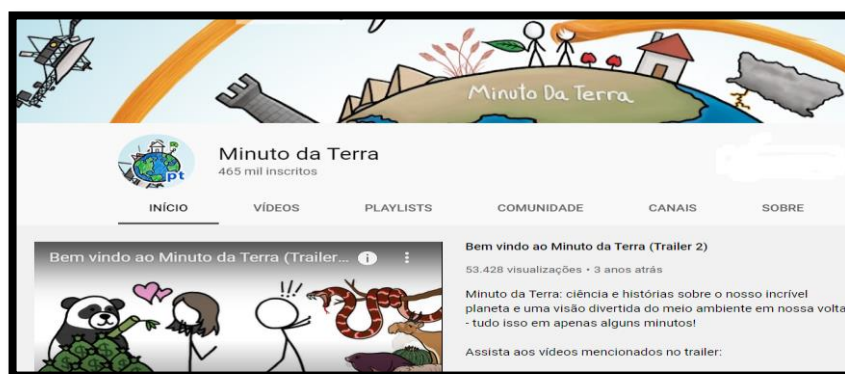 Minuto Da Terra
pt
Minuto da Terra
465 mil inscritos
INÍCIO VÍDEOS PLAYLISTS COMUNIDADE CANAIS SOBRE
Bem vindo ao Minuto da Terra (Trailer...
Bem vindo ao Minuto da Terra (Trailer 2)
53.428 visualizações • 3 anos atrás
Minuto da Terra: ciência e histórias sobre o nosso incrível
planeta e uma visão divertida do meio ambiente em nossa volta
- tudo isso em apenas alguns minutos!
Assista aos vídeos mencionados no trailer:
!!!
$ $ $ $ $